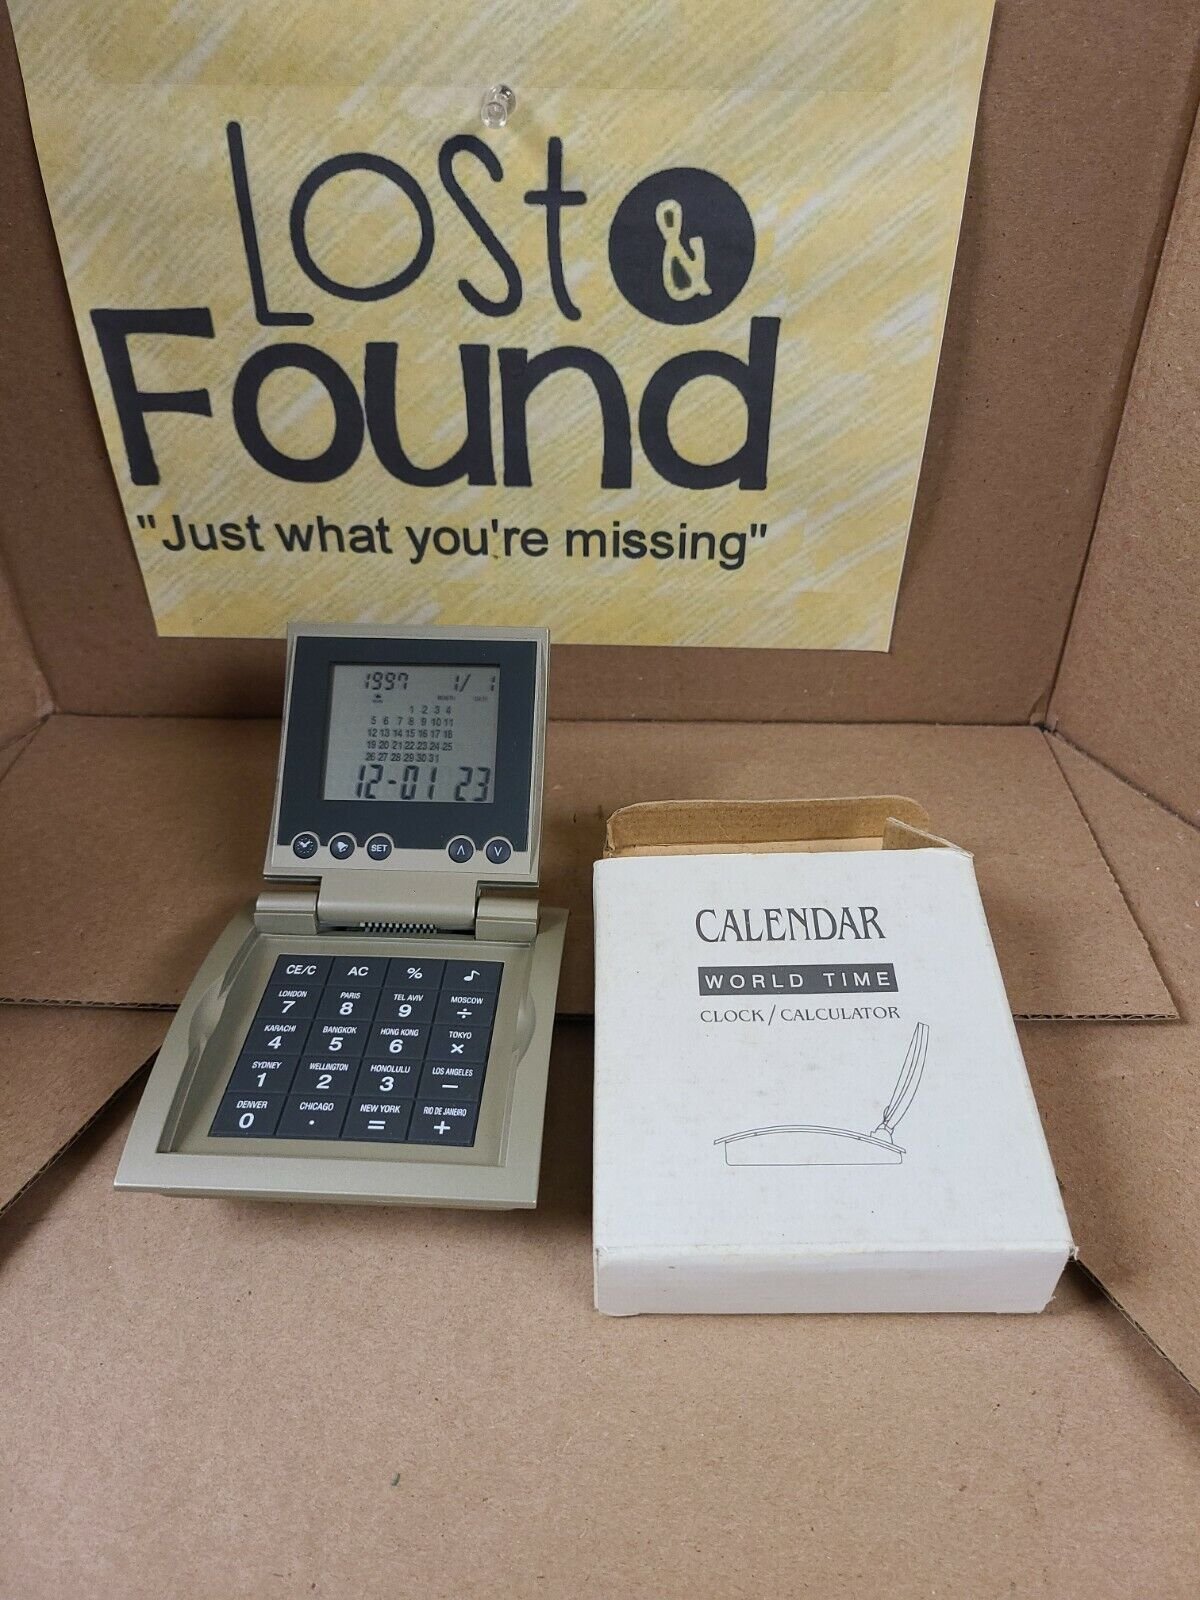 Lost &
Found
"Just what you're missing"
1997 1/ 1
MONTH DATE
1 2 3 4
5 6 7 8 9 10 11
12 13 14 15 16 17 18
19 20 21 22 23 24 25
26 27 28 29 30 31
12-01 23
SET Λ V
CE/C AC % ♪
LONDON PARIS TEL AVIV MOSCOW
7 8 9 ÷
KARACHI BANGKOK HONG KONG TOKYO
4 5 6 ×
SYDNEY WELLINGTON HONOLULU LOS ANGELES
1 2 3 −
DENVER CHICAGO NEW YORK RIO DE JANEIRO
0 . = +
CALENDAR
WORLD TIME
CLOCK/CALCULATOR